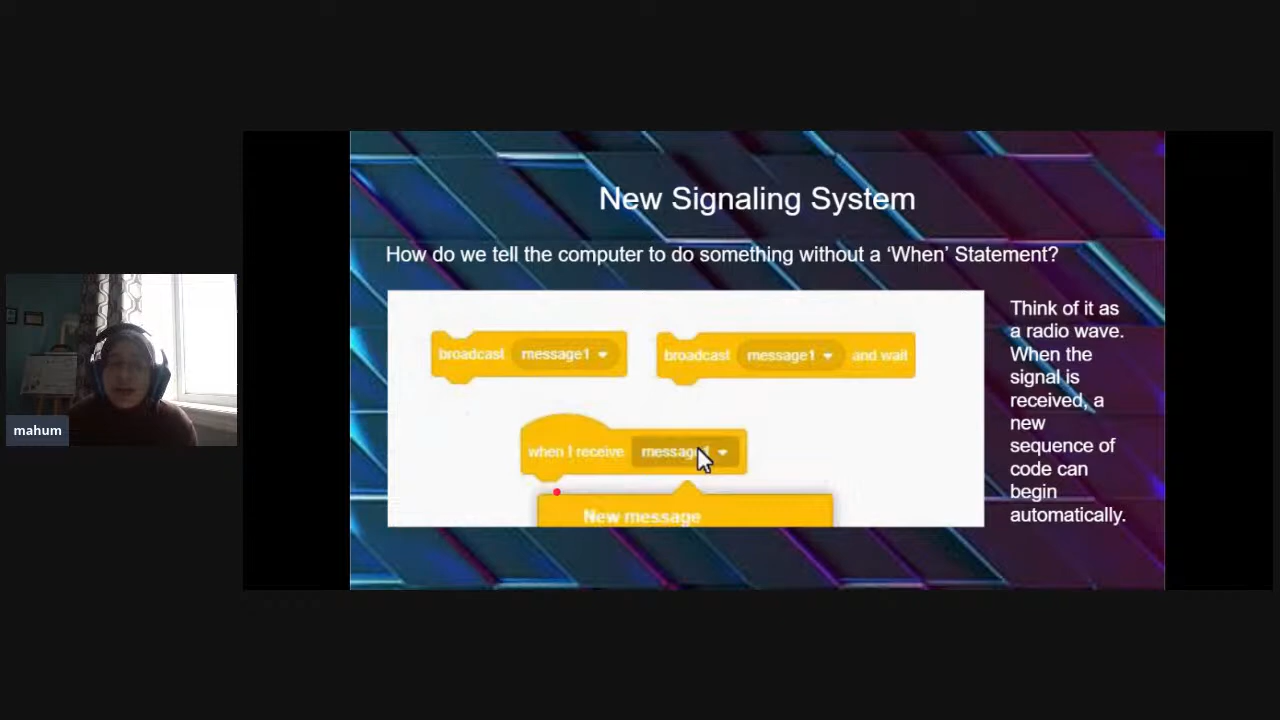 New Signaling System
How do we tell the computer to do something without a ‘When’ Statement?
broadcast message1
broadcast message1 and wait
when I receive message1
New message
Think of it as
a radio wave.
When the
signal is
received, a
new
sequence of
code can
begin
automatically.
mahum